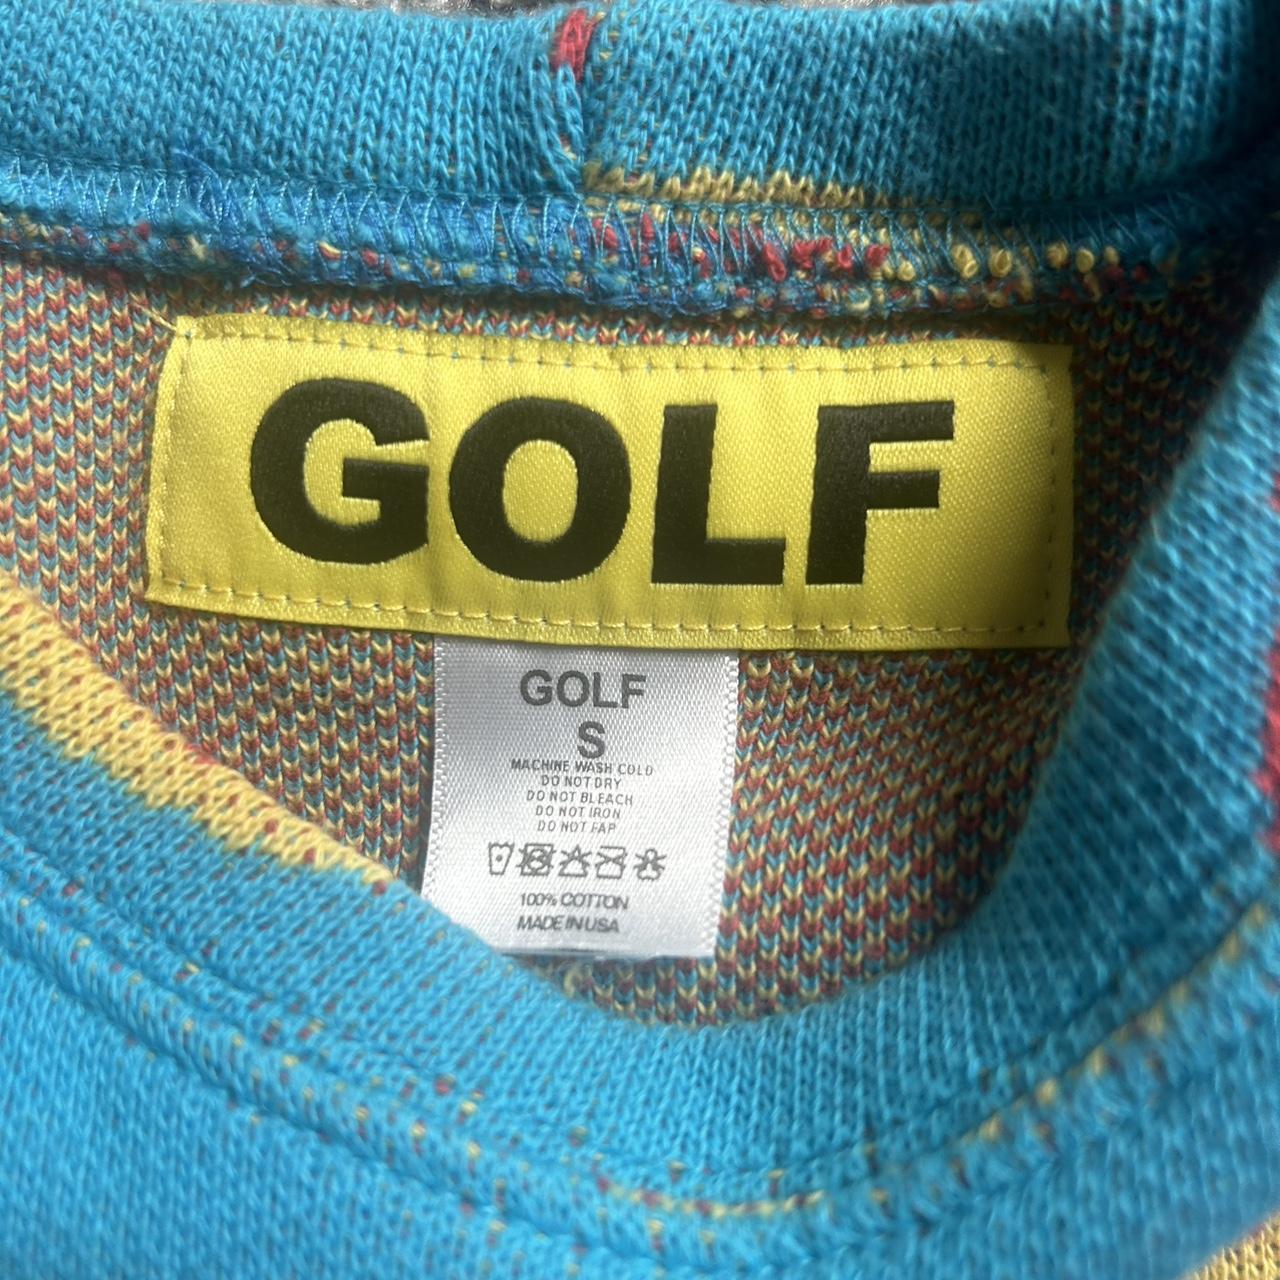 GOLF
GOLF
S
MACHINE WASH COLD
DO NOT DRY
DO NOT BLEACH
DO NOT IRON
DO NOT FAP
100% COTTON
MADE IN USA